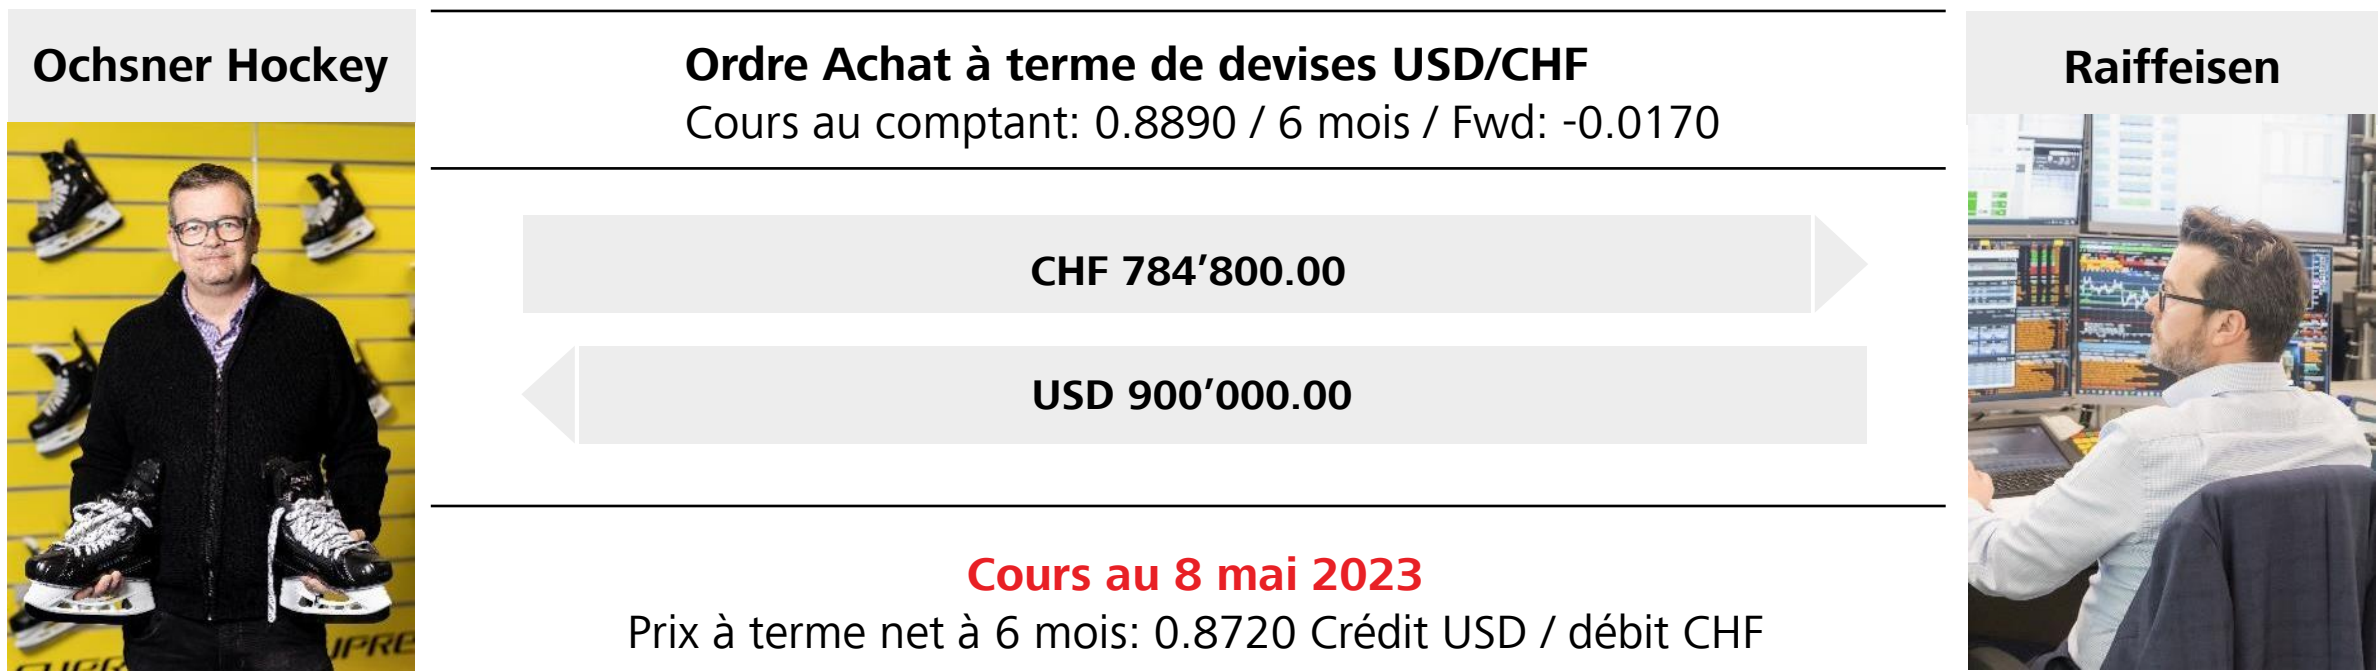 Ochsner Hockey
Ordre Achat à terme de devises USD/CHF
Cours au comptant: 0.8890 / 6 mois / Fwd: -0.0170
Raiffeisen
CHF 784’800.00
USD 900’000.00
Cours au 8 mai 2023
Prix à terme net à 6 mois: 0.8720 Crédit USD / débit CHF